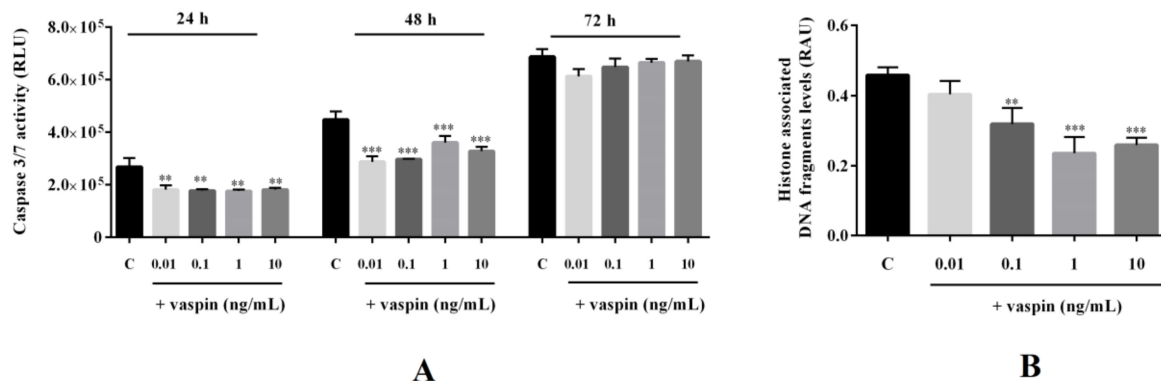 24 h 48 h 72 h
Caspase 3/7 activity (RLU)
8.0×10⁵
6.0×10⁵
4.0×10⁵
2.0×10⁵
0
** ** ** **
*** *** *** ***
C 0.01 0.1 1 10 C 0.01 0.1 1 10 C 0.01 0.1 1 10
+ vaspin (ng/mL) + vaspin (ng/mL) + vaspin (ng/mL)
A
Histone associated
DNA fragments levels (RAU)
0.6
0.4
0.2
0.0
** *** ***
C 0.01 0.1 1 10
+ vaspin (ng/mL)
B